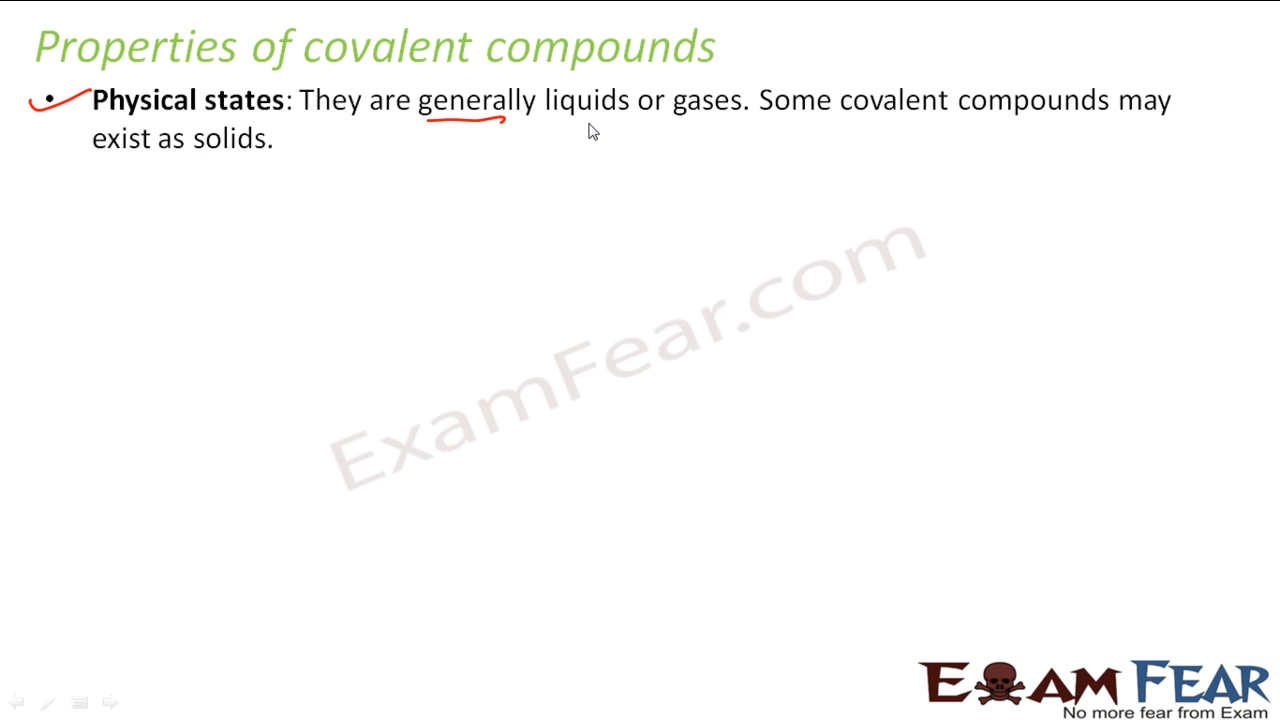 Properties of covalent compounds
• Physical states: They are generally liquids or gases. Some covalent compounds may
exist as solids.
ExamFear.com
EXAM FEAR
No more fear from Exam